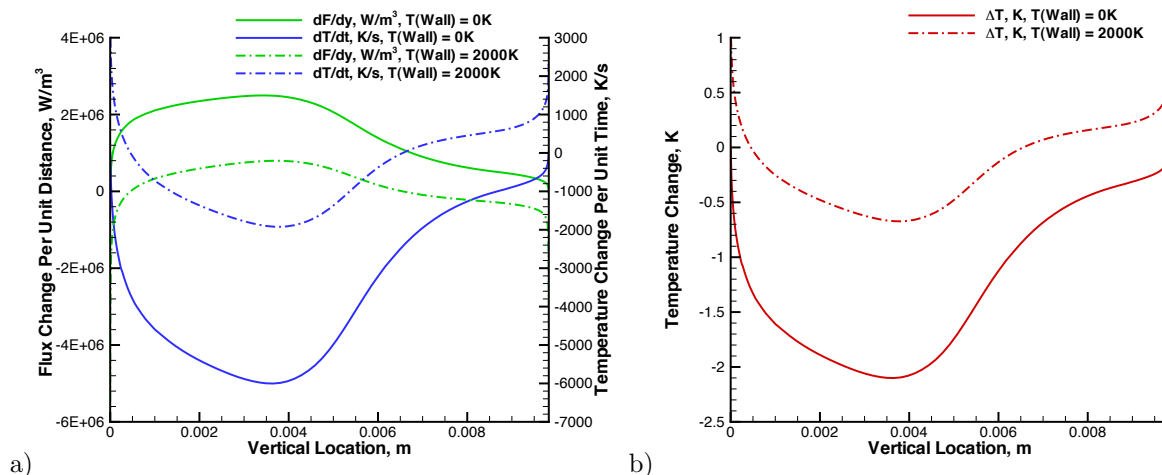 dF/dy, W/m³, T(Wall) = 0K
dT/dt, K/s, T(Wall) = 0K
dF/dy, W/m³, T(Wall) = 2000K
dT/dt, K/s, T(Wall) = 2000K
4E+06
2E+06
0
-2E+06
-4E+06
-6E+06
Flux Change Per Unit Distance, W/m³
3000
2000
1000
0
-1000
-2000
-3000
-4000
-5000
-6000
-7000
Temperature Change Per Unit Time, K/s
0 0.002 0.004 0.006 0.008
Vertical Location, m
a)
ΔT, K, T(Wall) = 0K
ΔT, K, T(Wall) = 2000K
1
0.5
0
-0.5
-1
-1.5
-2
-2.5
Temperature Change, K
0 0.002 0.004 0.006 0.008
Vertical Location, m
b)